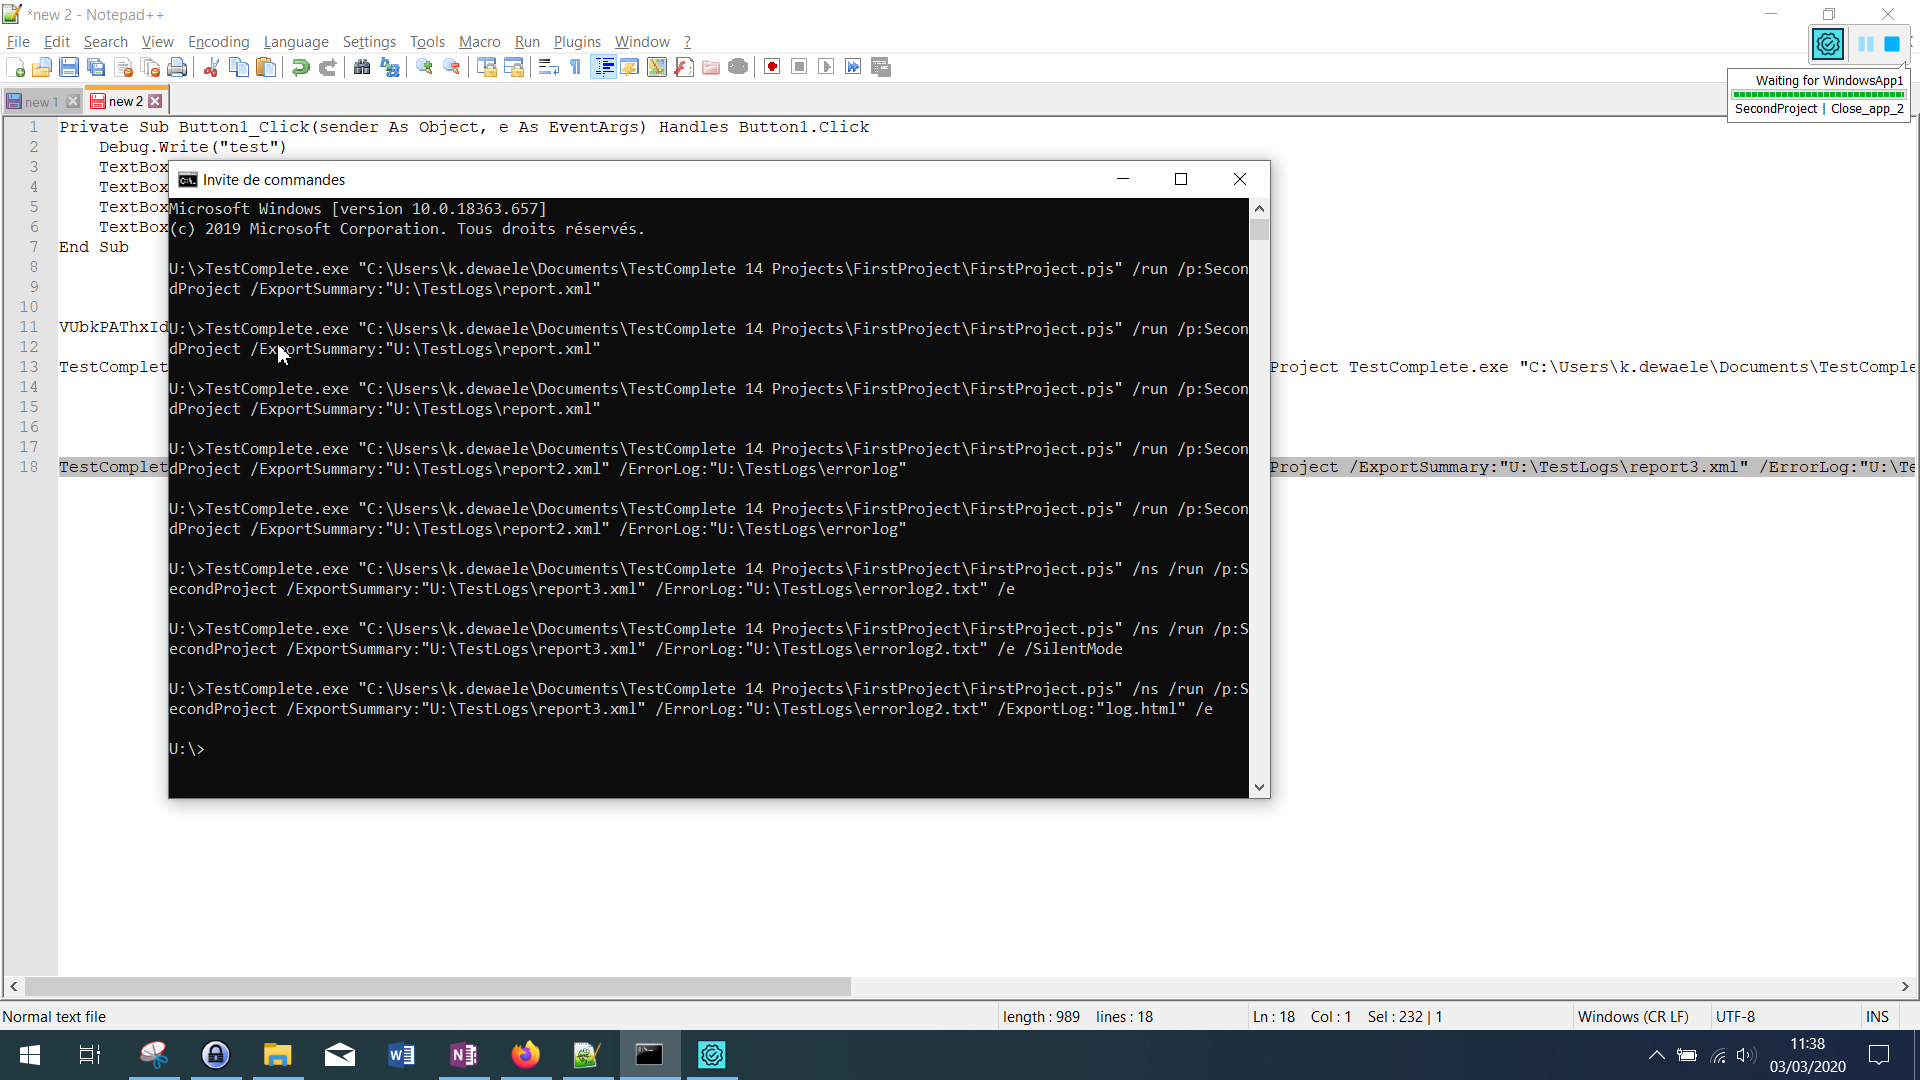 *new 2 - Notepad++
File Edit Search View Encoding Language Settings Tools Macro Run Plugins Window ?
new 1 new 2
Waiting for WindowsApp1
SecondProject | Close_app_2
1 Private Sub Button1_Click(sender As Object, e As EventArgs) Handles Button1.Click
2 Debug.Write("test")
3 TextBox
4 TextBox
5 TextBox
6 TextBox
7 End Sub
8
9
10
11 VUbkPAThxId
12
13 TestComplet Project TestComplete.exe "C:\Users\k.dewaele\Documents\TestComple
14
15
16
17
18 TestComplet Project /ExportSummary:"U:\TestLogs\report3.xml" /ErrorLog:"U:\Te
Invite de commandes
Microsoft Windows [version 10.0.18363.657]
(c) 2019 Microsoft Corporation. Tous droits réservés.
U:\>TestComplete.exe "C:\Users\k.dewaele\Documents\TestComplete 14 Projects\FirstProject\FirstProject.pjs" /run /p:Secon
dProject /ExportSummary:"U:\TestLogs\report.xml"
U:\>TestComplete.exe "C:\Users\k.dewaele\Documents\TestComplete 14 Projects\FirstProject\FirstProject.pjs" /run /p:Secon
dProject /ExportSummary:"U:\TestLogs\report.xml"
U:\>TestComplete.exe "C:\Users\k.dewaele\Documents\TestComplete 14 Projects\FirstProject\FirstProject.pjs" /run /p:Secon
dProject /ExportSummary:"U:\TestLogs\report.xml"
U:\>TestComplete.exe "C:\Users\k.dewaele\Documents\TestComplete 14 Projects\FirstProject\FirstProject.pjs" /run /p:Secon
dProject /ExportSummary:"U:\TestLogs\report2.xml" /ErrorLog:"U:\TestLogs\errorlog"
U:\>TestComplete.exe "C:\Users\k.dewaele\Documents\TestComplete 14 Projects\FirstProject\FirstProject.pjs" /run /p:Secon
dProject /ExportSummary:"U:\TestLogs\report2.xml" /ErrorLog:"U:\TestLogs\errorlog"
U:\>TestComplete.exe "C:\Users\k.dewaele\Documents\TestComplete 14 Projects\FirstProject\FirstProject.pjs" /ns /run /p:S
econdProject /ExportSummary:"U:\TestLogs\report3.xml" /ErrorLog:"U:\TestLogs\errorlog2.txt" /e
U:\>TestComplete.exe "C:\Users\k.dewaele\Documents\TestComplete 14 Projects\FirstProject\FirstProject.pjs" /ns /run /p:S
econdProject /ExportSummary:"U:\TestLogs\report3.xml" /ErrorLog:"U:\TestLogs\errorlog2.txt" /e /SilentMode
U:\>TestComplete.exe "C:\Users\k.dewaele\Documents\TestComplete 14 Projects\FirstProject\FirstProject.pjs" /ns /run /p:S
econdProject /ExportSummary:"U:\TestLogs\report3.xml" /ErrorLog:"U:\TestLogs\errorlog2.txt" /ExportLog:"log.html" /e
U:\>
Normal text file length : 989 lines : 18 Ln : 18 Col : 1 Sel : 232 | 1 Windows (CR LF) UTF-8 INS
11:38
03/03/2020